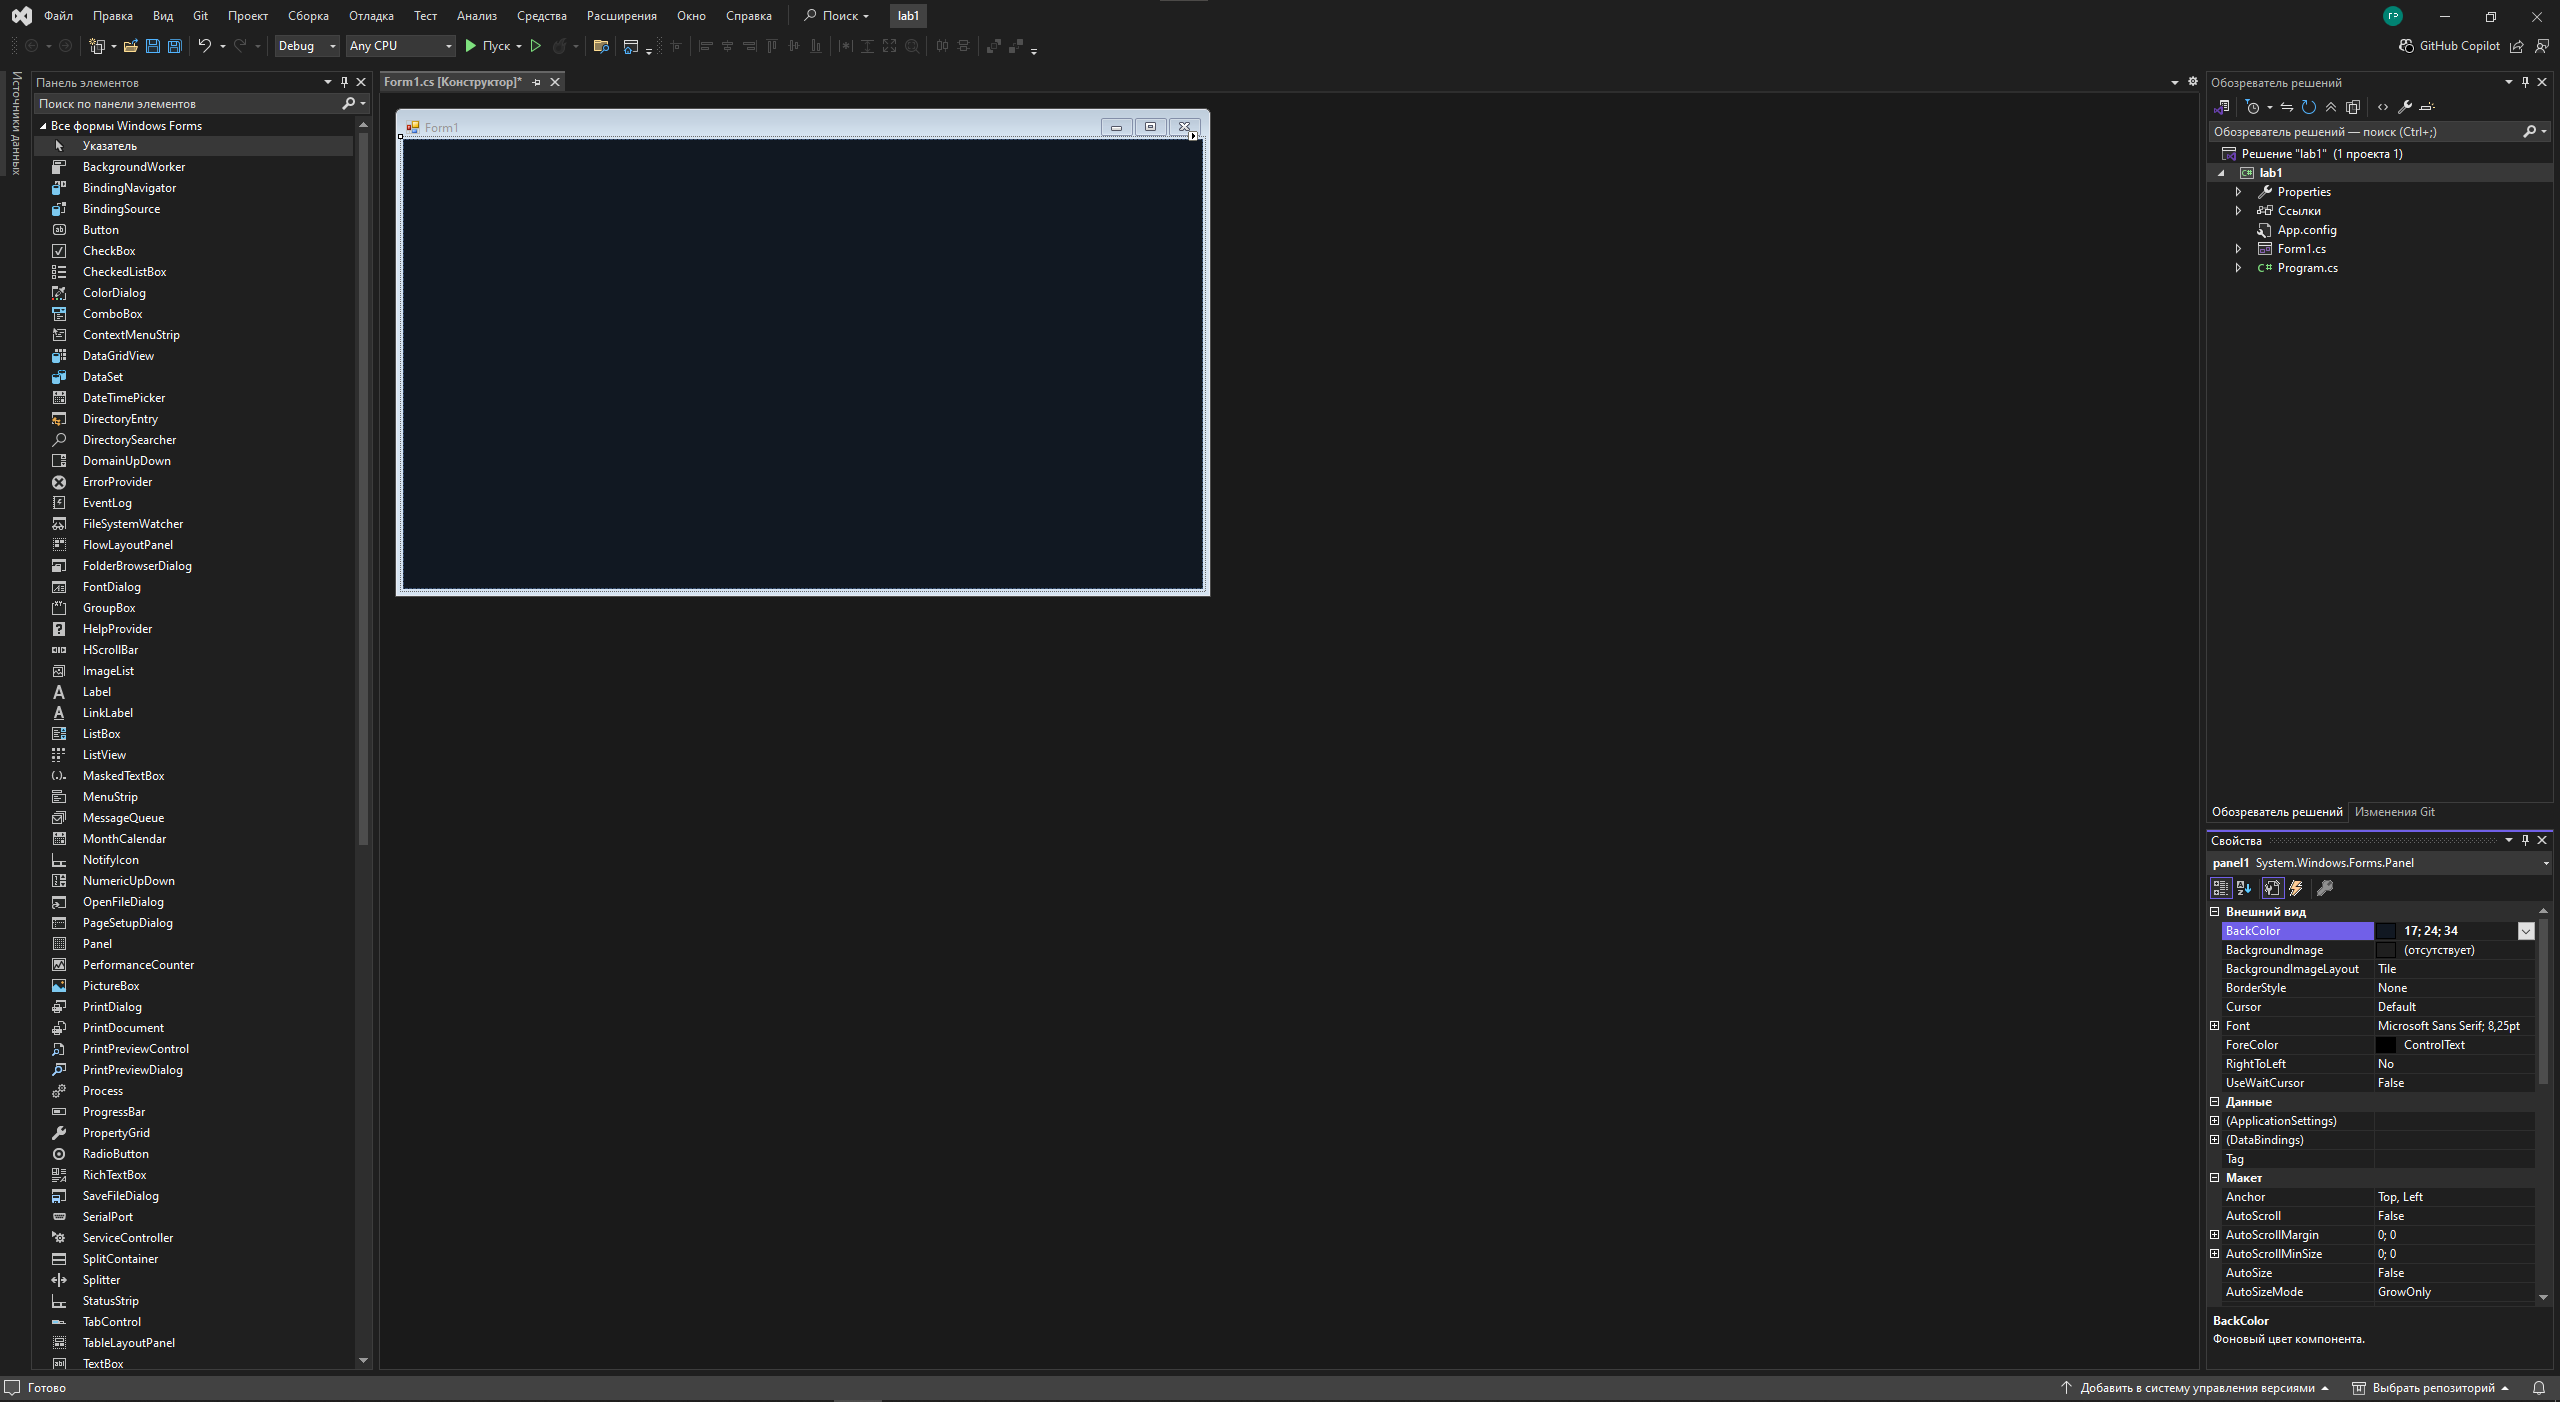 Файл Правка Вид Git Проект Сборка Отладка Тест Анализ Средства Расширения Окно Справка Поиск lab1 ГР
Debug Any CPU Пуск GitHub Copilot
Источники данных
Панель элементов
Поиск по панели элементов
Все формы Windows Forms
Указатель
BackgroundWorker
BindingNavigator
BindingSource
Button
CheckBox
CheckedListBox
ColorDialog
ComboBox
ContextMenuStrip
DataGridView
DataSet
DateTimePicker
DirectoryEntry
DirectorySearcher
DomainUpDown
ErrorProvider
EventLog
FileSystemWatcher
FlowLayoutPanel
FolderBrowserDialog
FontDialog
GroupBox
HelpProvider
HScrollBar
ImageList
Label
LinkLabel
ListBox
ListView
MaskedTextBox
MenuStrip
MessageQueue
MonthCalendar
NotifyIcon
NumericUpDown
OpenFileDialog
PageSetupDialog
Panel
PerformanceCounter
PictureBox
PrintDialog
PrintDocument
PrintPreviewControl
PrintPreviewDialog
Process
ProgressBar
PropertyGrid
RadioButton
RichTextBox
SaveFileDialog
SerialPort
ServiceController
SplitContainer
Splitter
StatusStrip
TabControl
TableLayoutPanel
TextBox
Form1.cs [Конструктор]*
Form1
Обозреватель решений
Обозреватель решений — поиск (Ctrl+;)
Решение "lab1" (1 проекта 1)
lab1
Properties
Ссылки
App.config
Form1.cs
Program.cs
Обозреватель решений Изменения Git
Свойства
panel1 System.Windows.Forms.Panel
Внешний вид
BackColor 17; 24; 34
BackgroundImage (отсутствует)
BackgroundImageLayout Tile
BorderStyle None
Cursor Default
Font Microsoft Sans Serif; 8,25pt
ForeColor ControlText
RightToLeft No
UseWaitCursor False
Данные
(ApplicationSettings)
(DataBindings)
Tag
Макет
Anchor Top, Left
AutoScroll False
AutoScrollMargin 0; 0
AutoScrollMinSize 0; 0
AutoSize False
AutoSizeMode GrowOnly
BackColor
Фоновый цвет компонента.
Готово Добавить в систему управления версиями Выбрать репозиторий